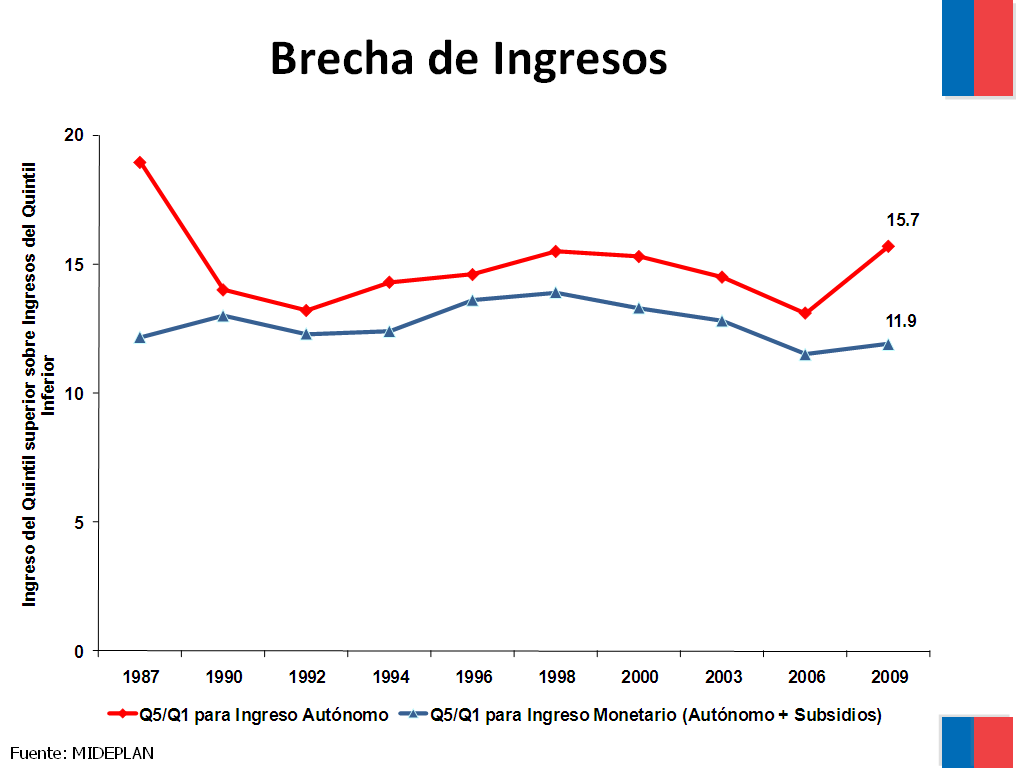 Brecha de Ingresos
Ingreso del Quintil superior sobre Ingresos del Quintil
Inferior
20
15
10
5
0
15.7
11.9
1987 1990 1992 1994 1996 1998 2000 2003 2006 2009
Q5/Q1 para Ingreso Autónomo Q5/Q1 para Ingreso Monetario (Autónomo + Subsidios)
Fuente: MIDEPLAN